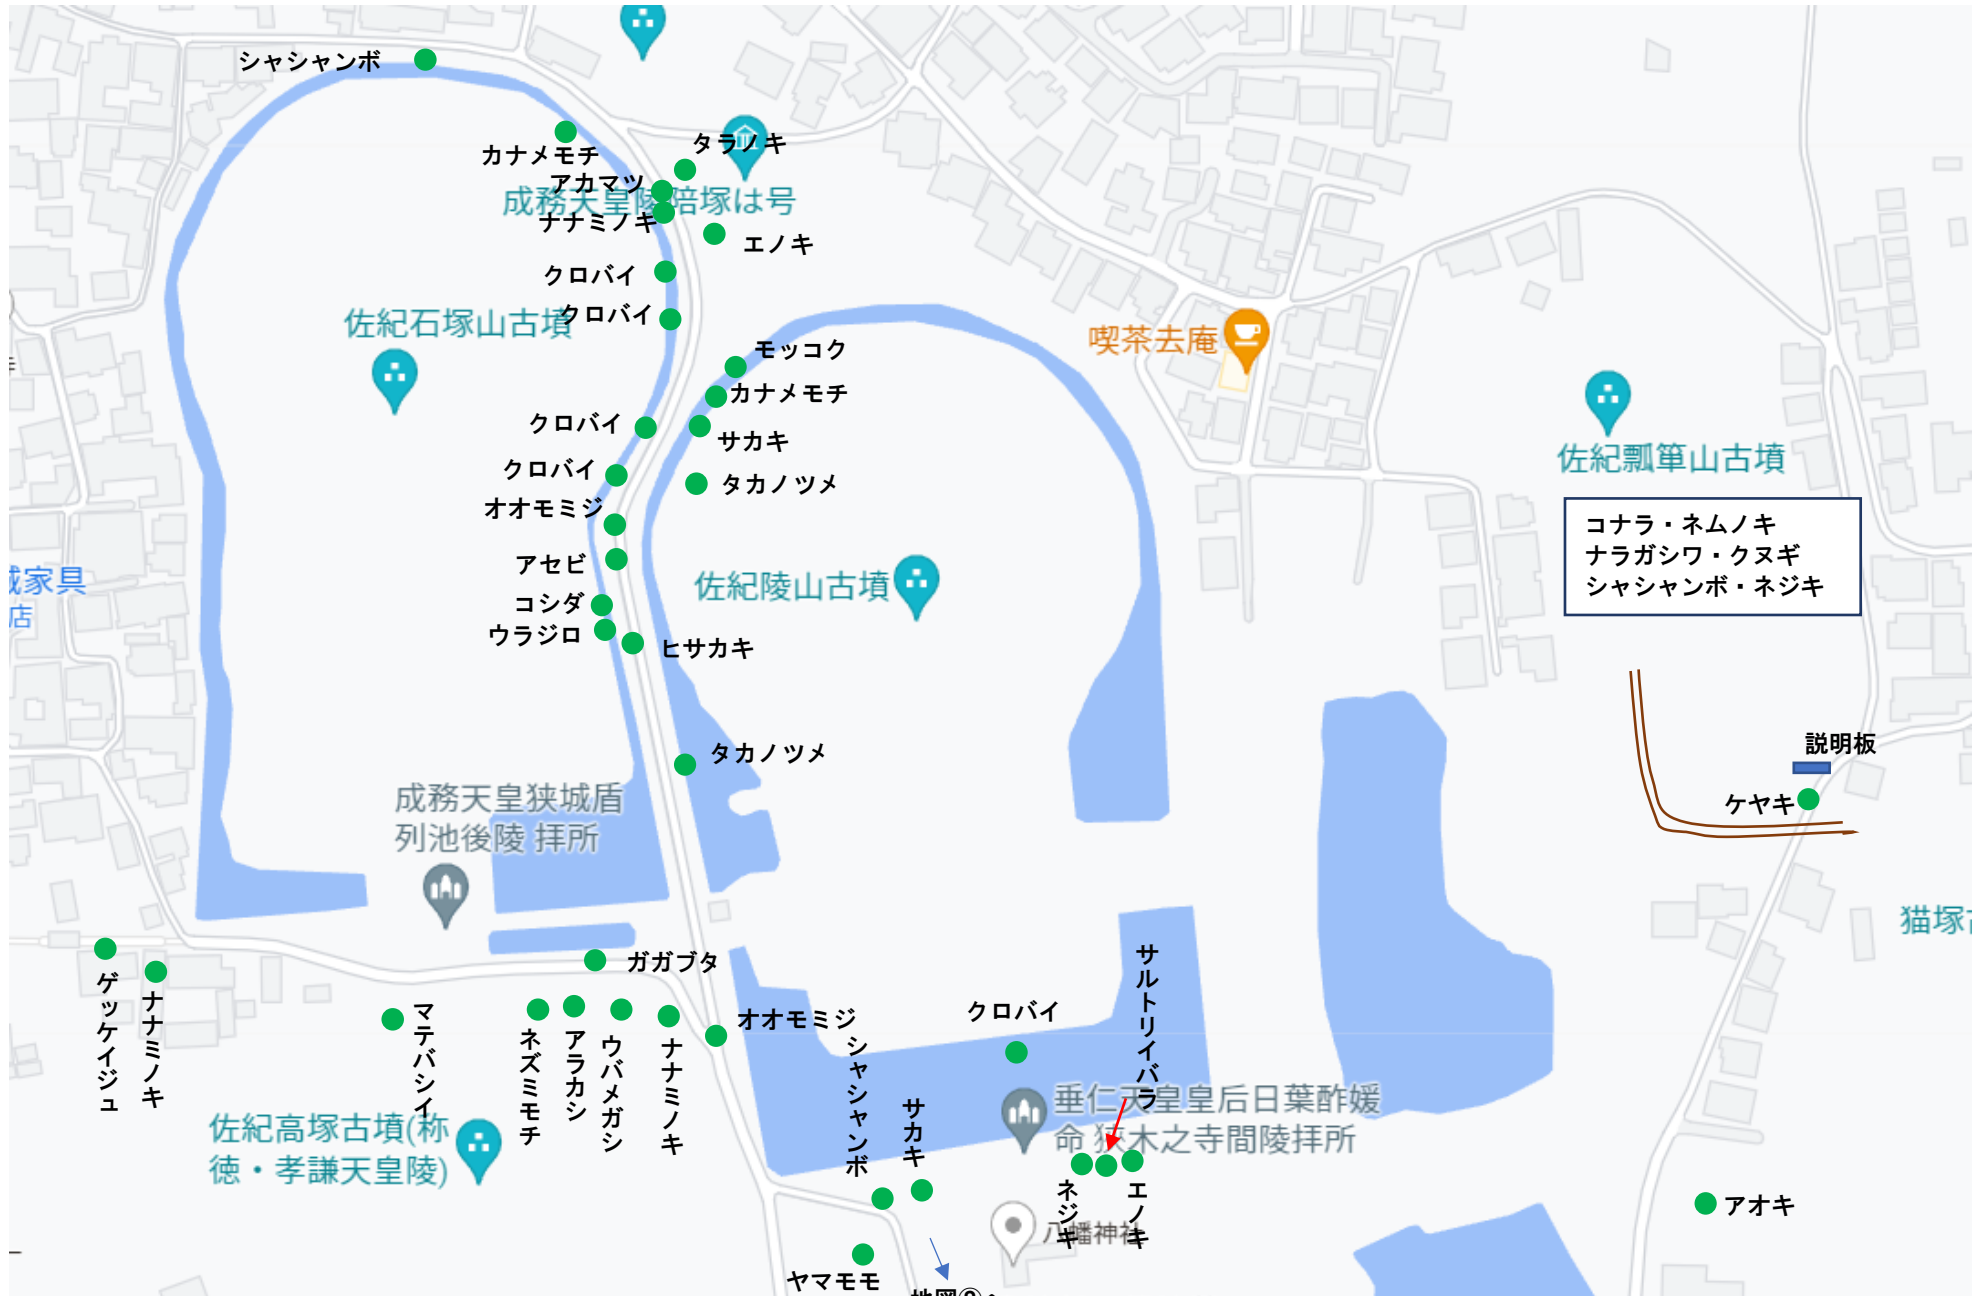 シャシャンボ
カナメモチ
タラノキ
アカマツ
成務天皇陵陪塚は号
ナナミノキ
エノキ
クロバイ
佐紀石塚山古墳
クロバイ
喫茶去庵
モッコク
カナメモチ
クロバイ
サカキ
佐紀瓢箪山古墳
クロバイ
タカノツメ
オオモミジ
コナラ・ネムノキ
ナラガシワ・クヌギ
シャシャンボ・ネジキ
アセビ
家具
店
佐紀陵山古墳
コシダ
ウラジロ
ヒサカキ
タカノツメ
説明板
成務天皇狭城盾
列池後陵 拝所
ケヤキ
猫塚
ガガブタ
ゲッケイジュ
ナナミノキ
マテバシイ
ネズミモチ
アラカシ
ウバメガシ
ナナミノキ
オオモミジ
シャシャンボ
サカキ
クロバイ
サルトリイバラ
垂仁天皇皇后日葉酢媛
命 狹木之寺間陵拝所
佐紀高塚古墳(称
徳・孝謙天皇陵)
ネジキ
エノキ
八幡神社
アオキ
ヤマモモ